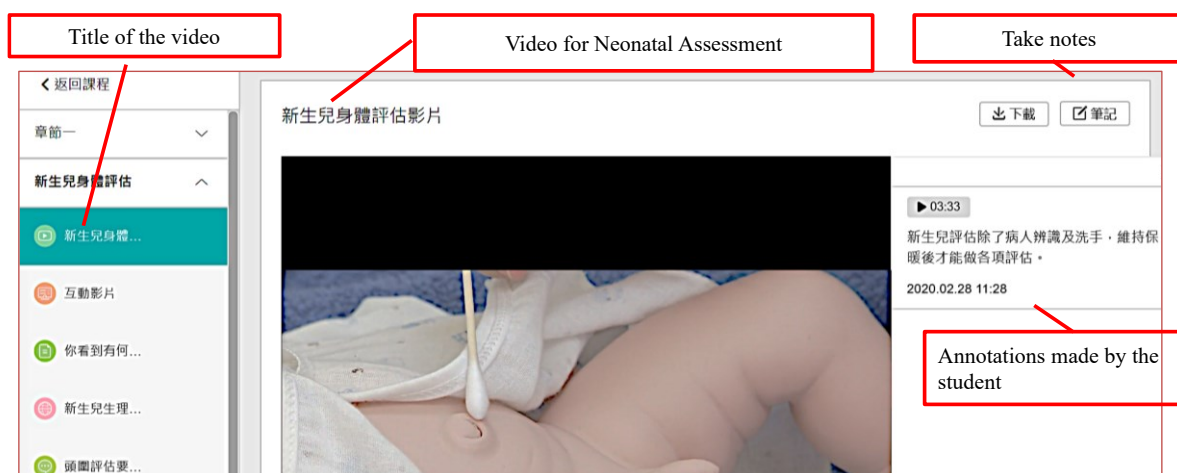 Title of the video
Video for Neonatal Assessment
Take notes
返回課程
章節一
新生兒身體評估
新生兒身體...
互動影片
你看到有何...
新生兒生理...
頭圍評估要...
新生兒身體評估影片
下載
筆記
03:33
新生兒評估除了病人辨識及洗手，維持保
暖後才能做各項評估。
2020.02.28 11:28
Annotations made by the
student